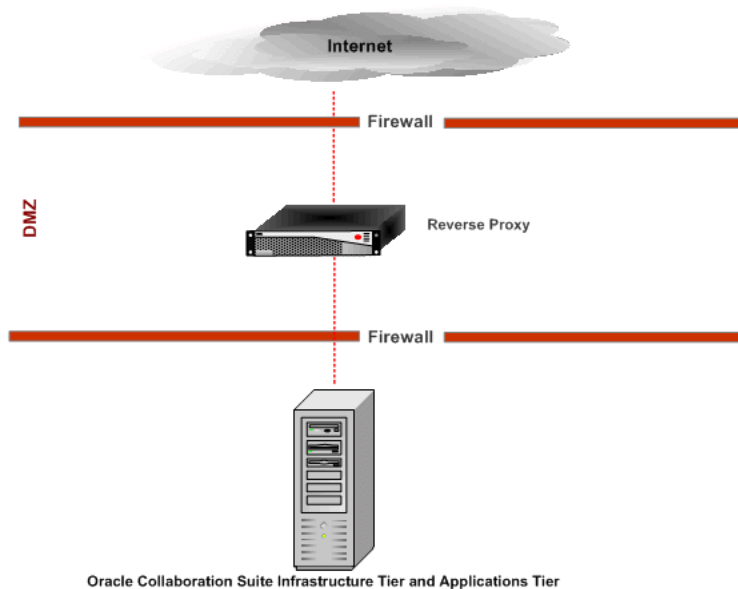 Internet
Firewall
DMZ
Reverse Proxy
Firewall
Oracle Collaboration Suite Infrastructure Tier and Applications Tier